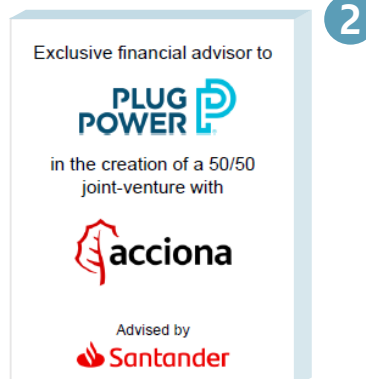 2
Exclusive financial advisor to
PLUG
POWER
in the creation of a 50/50
joint-venture with
acciona
Advised by
Santander